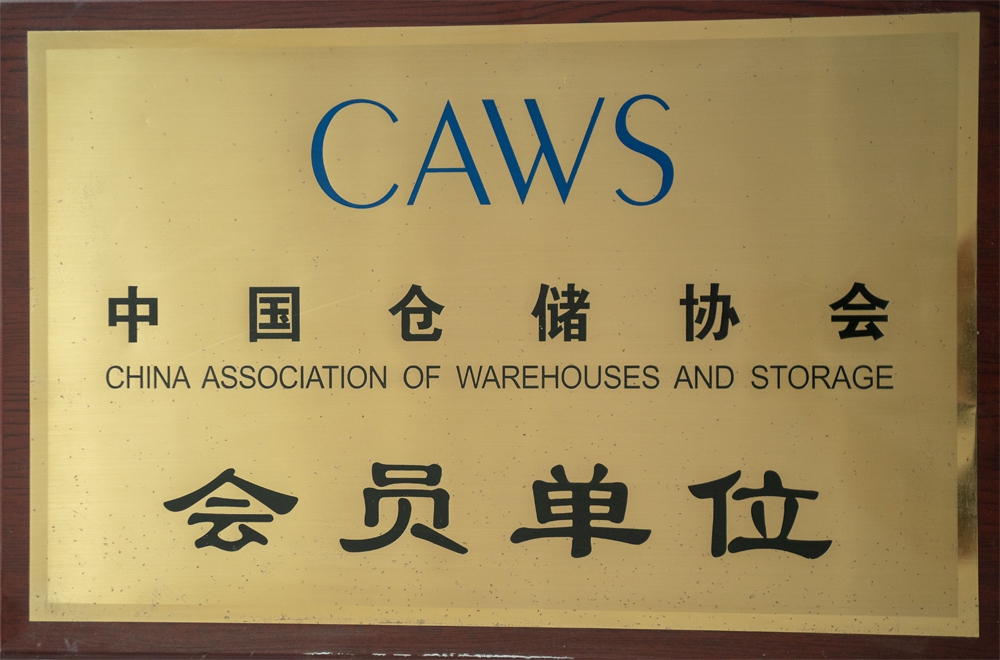 CAWS
中国仓储协会
CHINA ASSOCIATION OF WAREHOUSES AND STORAGE
会员单位